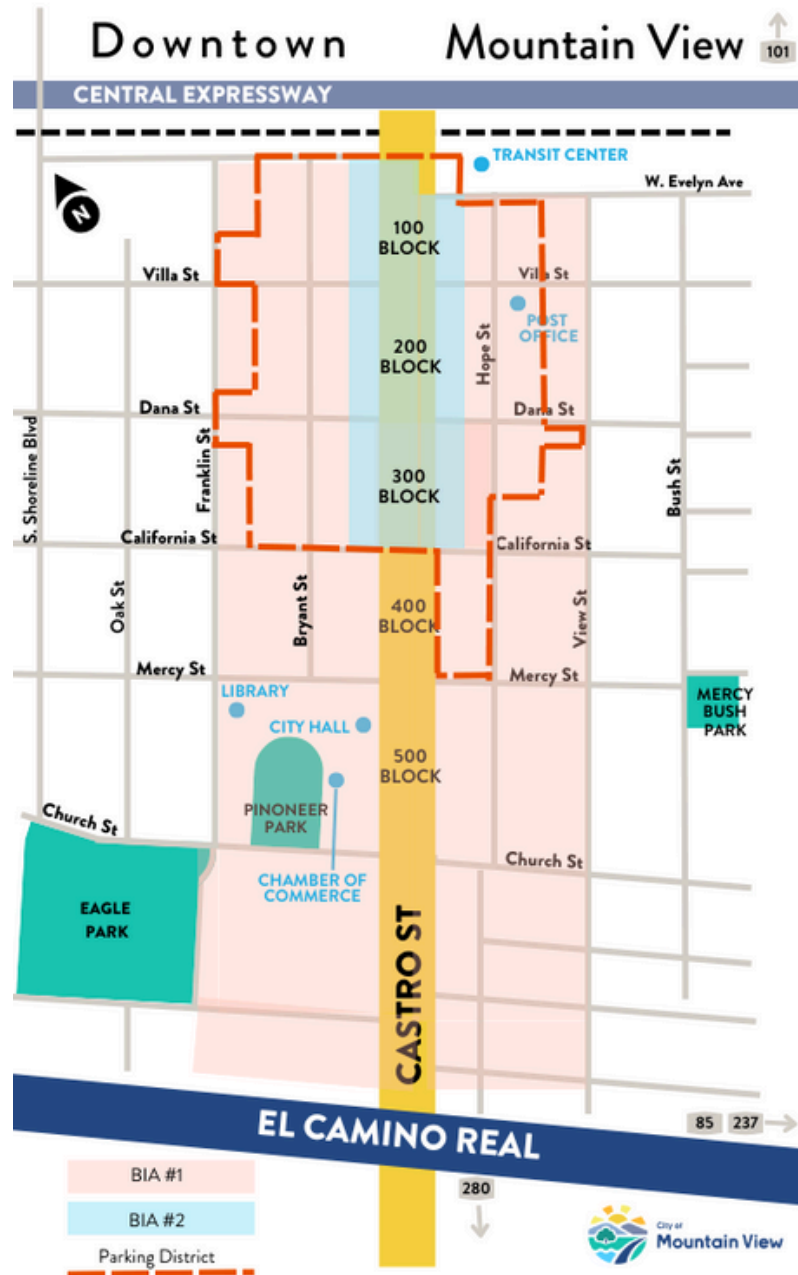 Downtown Mountain View
101
CENTRAL EXPRESSWAY
TRANSIT CENTER
W. Evelyn Ave
N
100
BLOCK
Villa St
Villa St
POST
OFFICE
200
BLOCK
Hope St
Dana St
Dana St
S. Shoreline Blvd
Franklin St
300
BLOCK
Bush St
California St
California St
Oak St
Bryant St
400
BLOCK
View St
Mercy St
Mercy St
LIBRARY
CITY HALL
MERCY
BUSH
PARK
500
BLOCK
PINONEER
PARK
Church St
Church St
CHAMBER OF
COMMERCE
EAGLE
PARK
CASTRO ST
EL CAMINO REAL
85 237
280
BIA #1
BIA #2
Parking District
City of
Mountain View